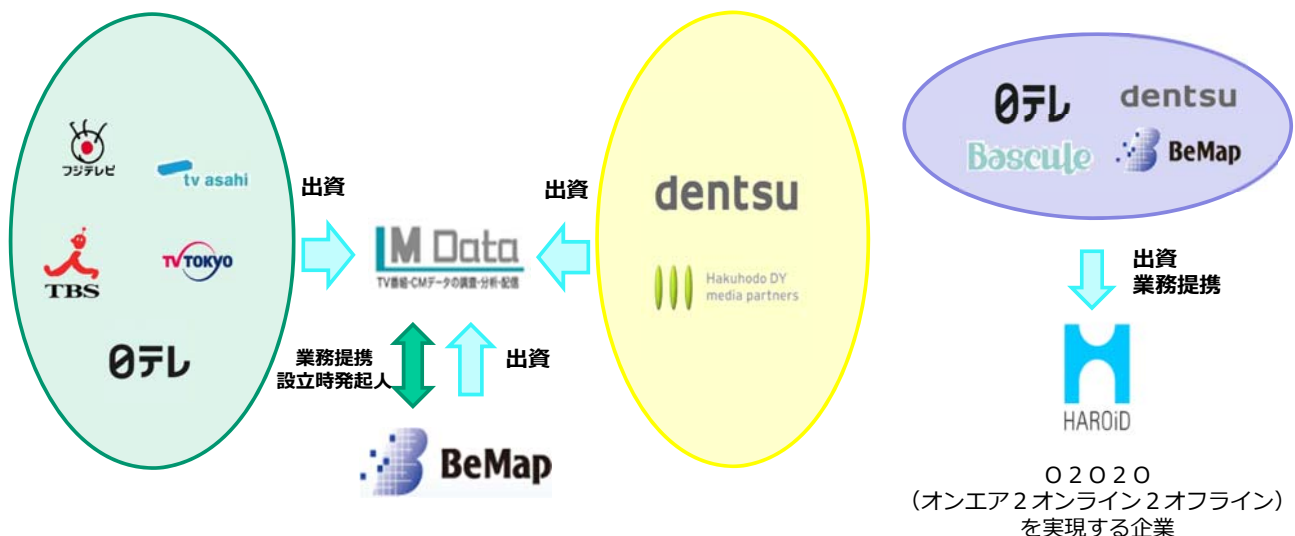 フジテレビ
tv asahi
TBS
TV TOKYO
日テレ
出資
LM Data
TV番組・CMデータの調査・分析・配信
出資
dentsu
Hakuhodo DY
media partners
業務提携
設立時発起人
出資
BeMap
日テレ
dentsu
Bascule
BeMap
出資
業務提携
HAROiD
O2O2O
（オンエア２オンライン２オフライン）
を実現する企業